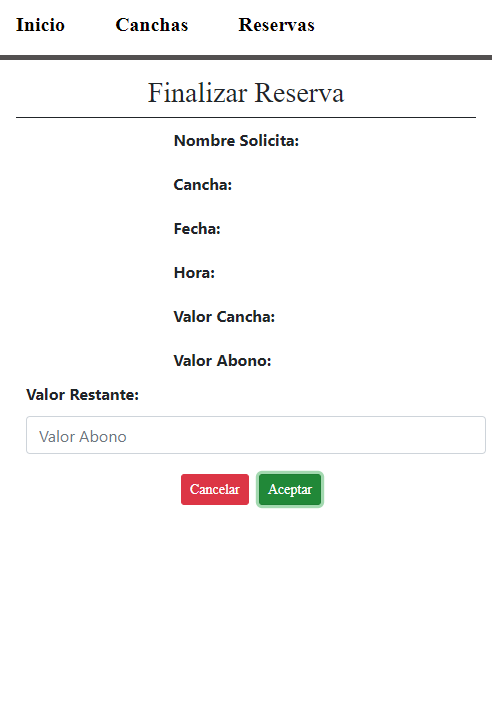 Inicio Canchas Reservas
Finalizar Reserva
Nombre Solicita:
Cancha:
Fecha:
Hora:
Valor Cancha:
Valor Abono:
Valor Restante:
Valor Abono
Cancelar Aceptar